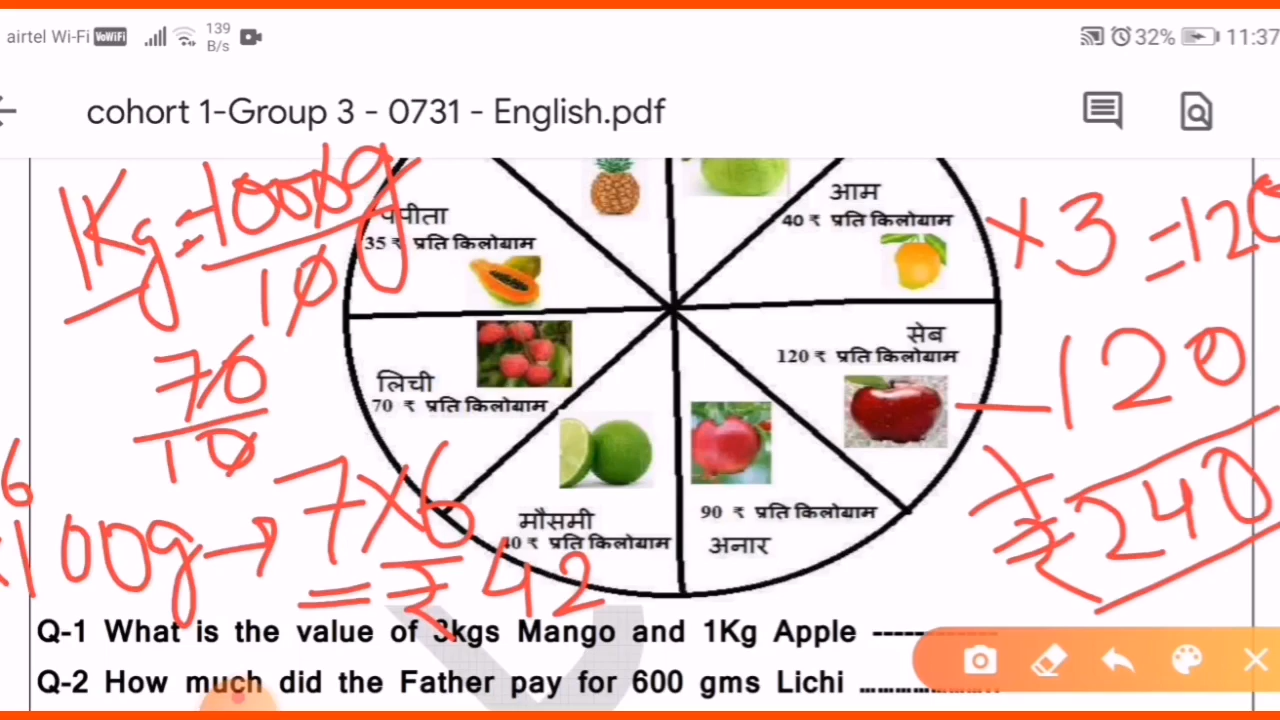 airtel Wi-Fi VoWiFi 139 B/s 32% 11:37
cohort 1-Group 3 - 0731 - English.pdf
1Kg = 1000g
10
पपीता
35 ₹ प्रति किलोग्राम
आम
40 ₹ प्रति किलोग्राम
× 3 = 120
सेब
120 ₹ प्रति किलोग्राम
120
₹ 240
लिची
70 ₹ प्रति किलोग्राम
70
10
6
100g → 7×6
= ₹ 42
मौसमी
40 ₹ प्रति किलोग्राम
90 ₹ प्रति किलोग्राम
अनार
Q-1 What is the value of 3kgs Mango and 1Kg Apple ------------
Q-2 How much did the Father pay for 600 gms Lichi .....................